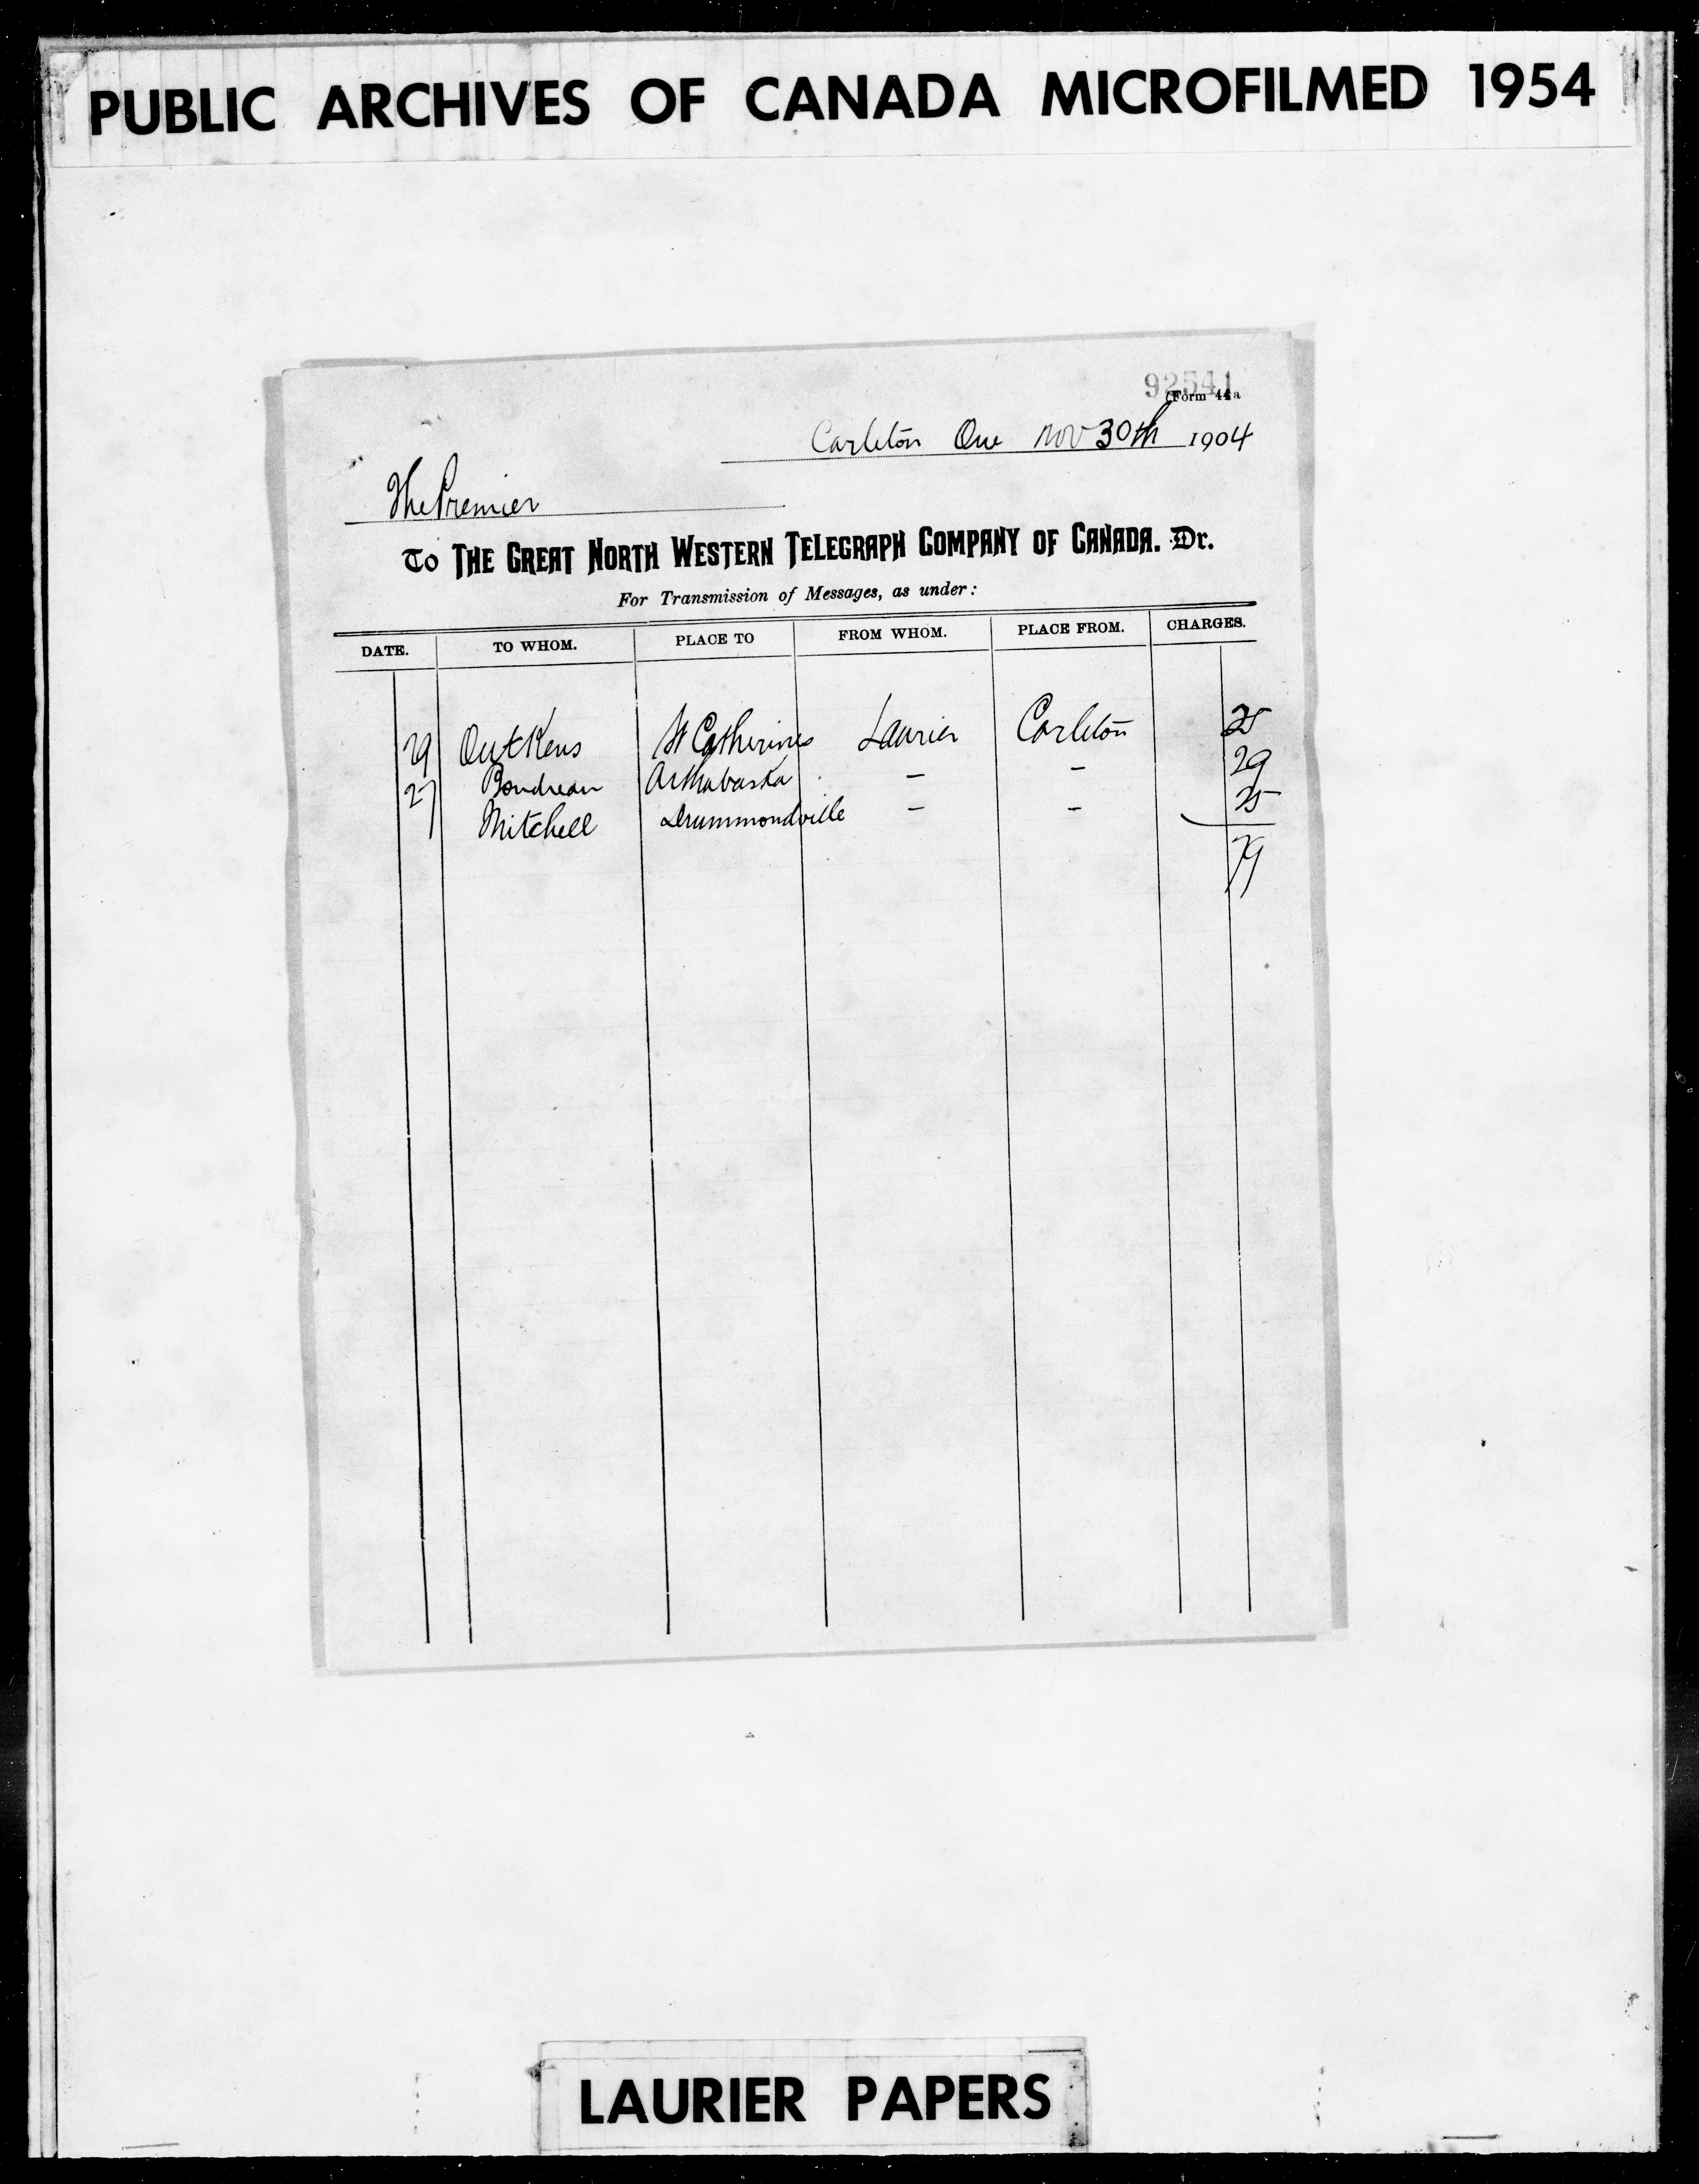 PUBLIC ARCHIVES OF CANADA MICROFILMED 1954
92541
(Form 44a
Carleton Que Nov 30th 1904
The Premier
To THE GREAT NORTH WESTERN TELEGRAPH COMPANY OF CANADA. Dr.
For Transmission of Messages, as under:
DATE. TO WHOM. PLACE TO FROM WHOM. PLACE FROM. CHARGES.
29 St Catherines Laurier Carleton 25
27 Boudreau Arthabaska - - 29
Mitchell Drummondville - - 25
79
LAURIER PAPERS